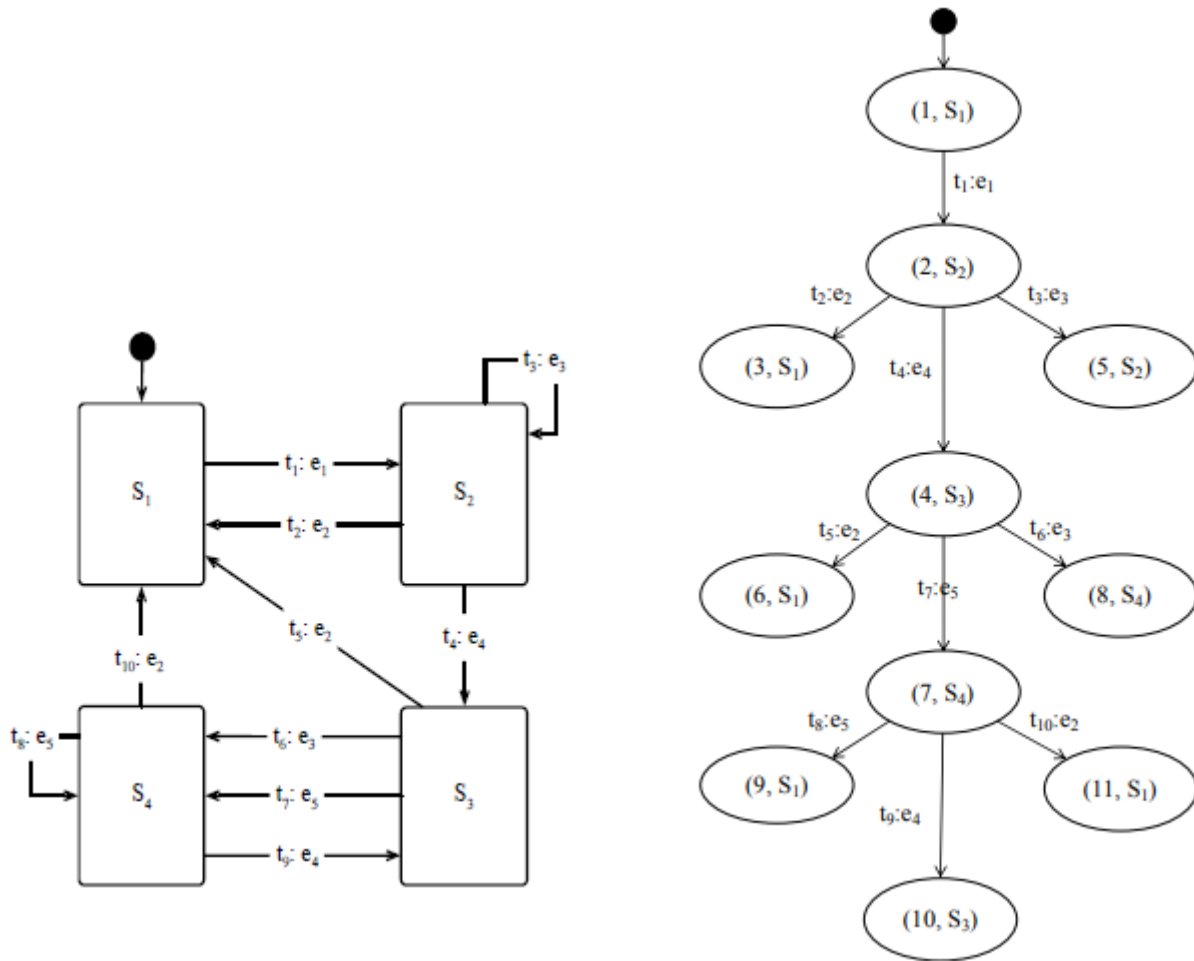 t₃: e₃
t₁: e₁
S₁
S₂
t₂: e₂
t₅: e₂
t₄: e₄
t₁₀: e₂
t₈: e₅
t₆: e₃
S₄
t₇: e₅
S₃
t₉: e₄
(1, S₁)
t₁:e₁
(2, S₂)
t₂:e₂
t₃:e₃
(3, S₁)
t₄:e₄
(5, S₂)
(4, S₃)
t₅:e₂
t₆:e₃
(6, S₁)
t₇:e₅
(8, S₄)
(7, S₄)
t₈:e₅
t₁₀:e₂
(9, S₁)
(11, S₁)
t₉:e₄
(10, S₃)